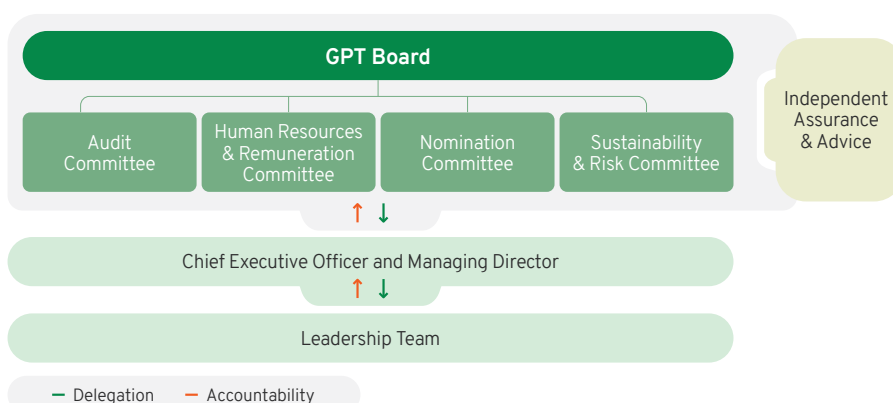 GPT Board
Audit
Committee
Human Resources
& Remuneration
Committee
Nomination
Committee
Sustainability
& Risk Committee
Independent
Assurance
& Advice
Chief Executive Officer and Managing Director
Leadership Team
Delegation
Accountability